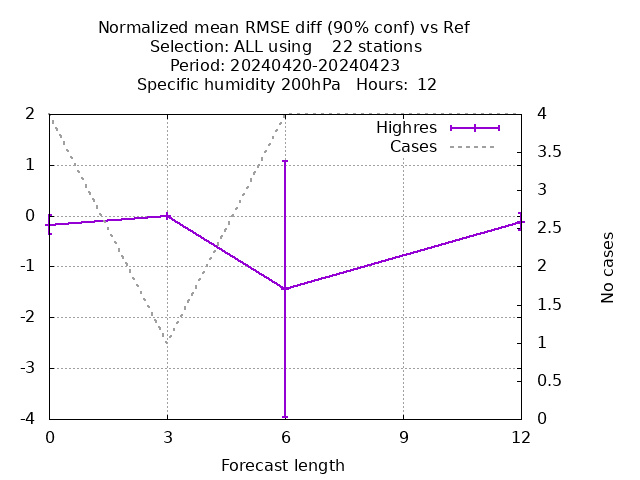 Normalized mean RMSE diff (90% conf) vs Ref
Selection: ALL using    22 stations
Period: 20240420-20240423
Specific humidity 200hPa   Hours:  12
Highres
Cases
2
1
0
-1
-2
-3
-4
4
3.5
3
2.5
2
1.5
1
0.5
0
No cases
0 3 6 9 12
Forecast length